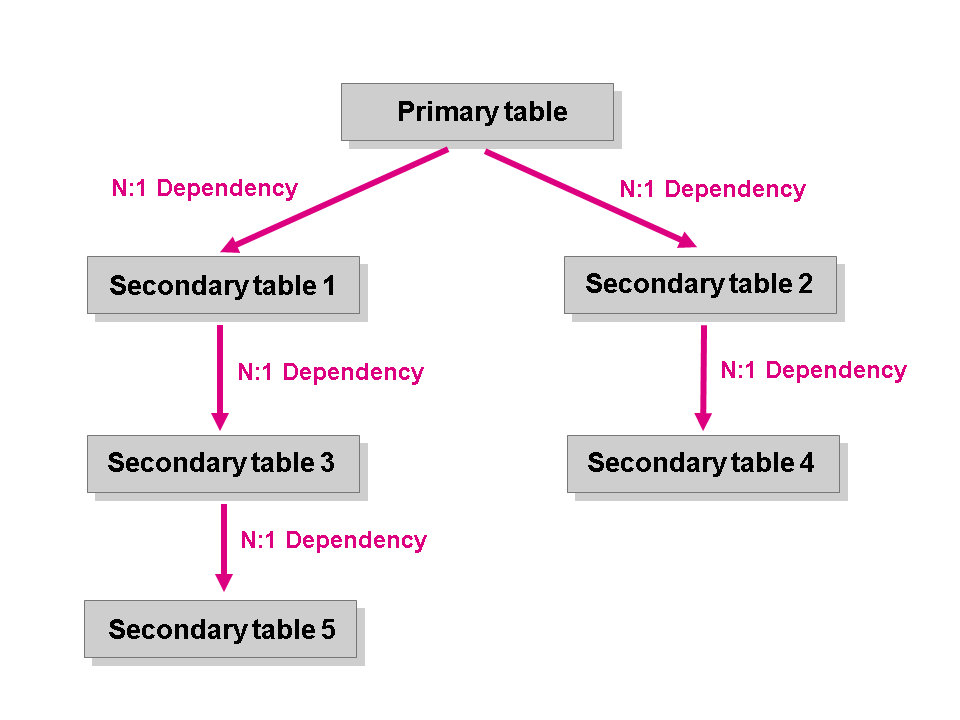 Primary table
N:1 Dependency
N:1 Dependency
Secondary table 1
Secondary table 2
N:1 Dependency
N:1 Dependency
Secondary table 3
Secondary table 4
N:1 Dependency
Secondary table 5